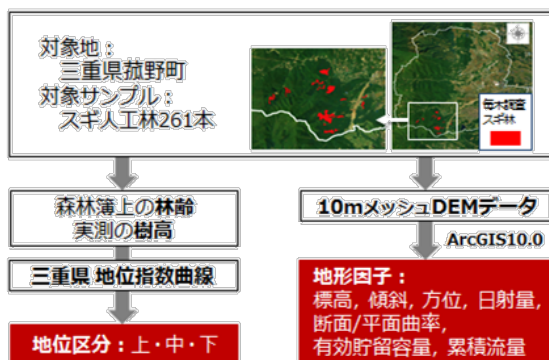 対象地：
三重県菰野町
対象サンプル：
スギ人工林261本
毎木調査
スギ林
森林簿上の林齢
実測の樹高
三重県 地位指数曲線
地位区分：上・中・下
10mメッシュDEMデータ
ArcGIS10.0
地形因子：
標高, 傾斜, 方位, 日射量,
断面/平面曲率,
有効貯留容量, 累積流量